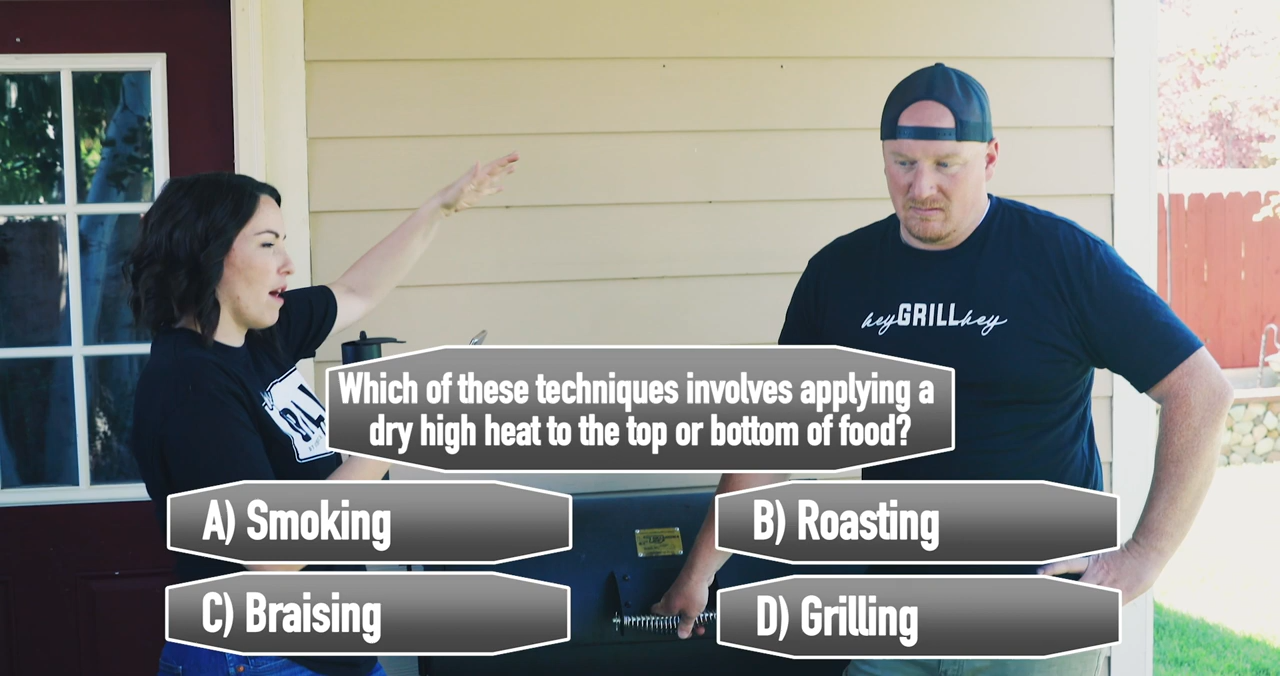 heyGRILLhey
Which of these techniques involves applying a
dry high heat to the top or bottom of food?
A) Smoking
B) Roasting
C) Braising
D) Grilling